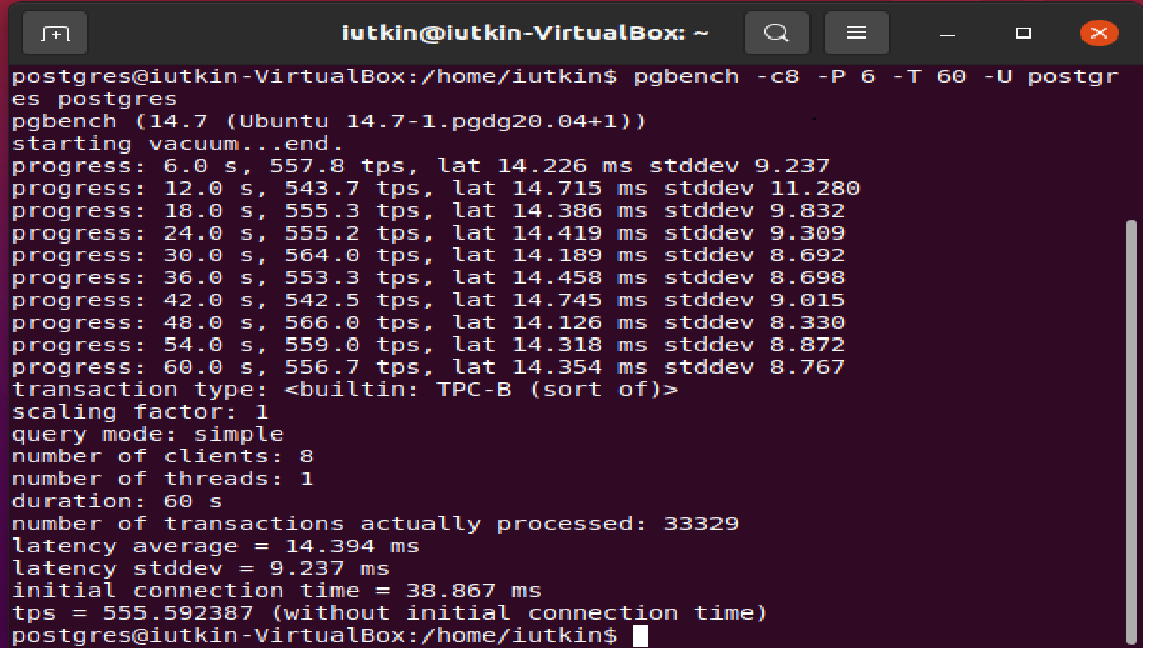 iutkin@iutkin-VirtualBox: ~
postgres@iutkin-VirtualBox:/home/iutkin$ pgbench -c8 -P 6 -T 60 -U postgr
es postgres
pgbench (14.7 (Ubuntu 14.7-1.pgdg20.04+1))
starting vacuum...end.
progress: 6.0 s, 557.8 tps, lat 14.226 ms stddev 9.237
progress: 12.0 s, 543.7 tps, lat 14.715 ms stddev 11.280
progress: 18.0 s, 555.3 tps, lat 14.386 ms stddev 9.832
progress: 24.0 s, 555.2 tps, lat 14.419 ms stddev 9.309
progress: 30.0 s, 564.0 tps, lat 14.189 ms stddev 8.692
progress: 36.0 s, 553.3 tps, lat 14.458 ms stddev 8.698
progress: 42.0 s, 542.5 tps, lat 14.745 ms stddev 9.015
progress: 48.0 s, 566.0 tps, lat 14.126 ms stddev 8.330
progress: 54.0 s, 559.0 tps, lat 14.318 ms stddev 8.872
progress: 60.0 s, 556.7 tps, lat 14.354 ms stddev 8.767
transaction type: <builtin: TPC-B (sort of)>
scaling factor: 1
query mode: simple
number of clients: 8
number of threads: 1
duration: 60 s
number of transactions actually processed: 33329
latency average = 14.394 ms
latency stddev = 9.237 ms
initial connection time = 38.867 ms
tps = 555.592387 (without initial connection time)
postgres@iutkin-VirtualBox:/home/iutkin$